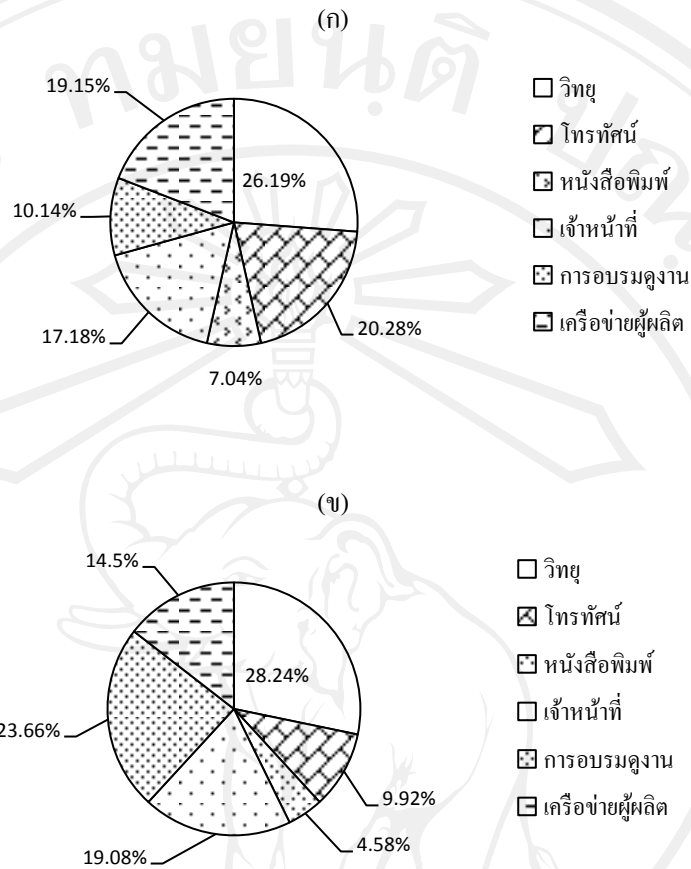 (ก)
19.15%
26.19%
10.14%
17.18%
7.04%
20.28%
วิทยุ
โทรทัศน์
หนังสือพิมพ์
เจ้าหน้าที่
การอบรมดูงาน
เครือข่ายผู้ผลิต
(ข)
14.5%
28.24%
23.66%
19.08%
4.58%
9.92%
วิทยุ
โทรทัศน์
หนังสือพิมพ์
เจ้าหน้าที่
การอบรมดูงาน
เครือข่ายผู้ผลิต